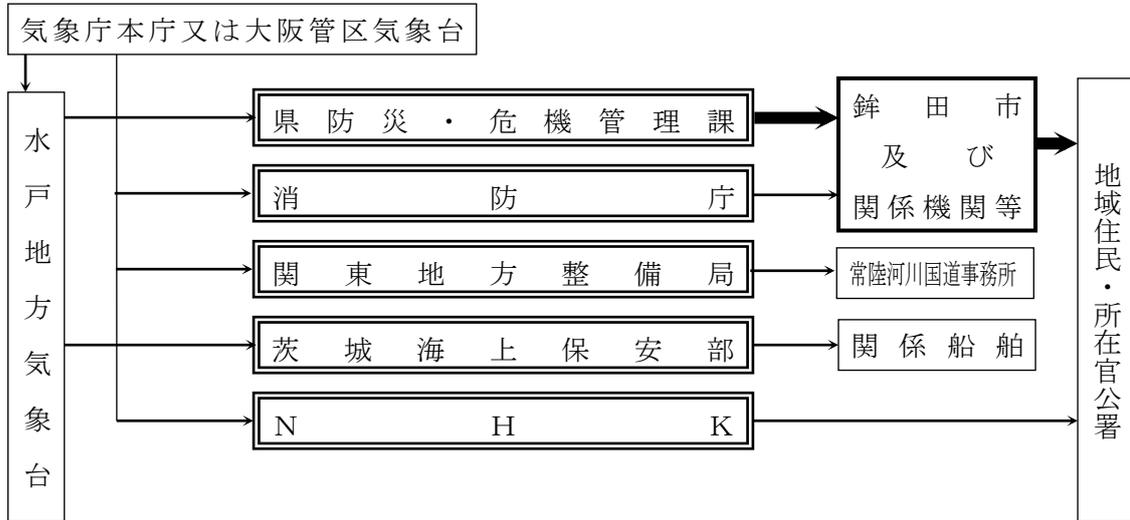 気象庁本庁又は大阪管区気象台
水戸地方気象台
県防災・危機管理課
消防庁
関東地方整備局
茨城海上保安部
NHK
鉾田市
及び
関係機関等
常陸河川国道事務所
関係船舶
地域住民・所在官公署